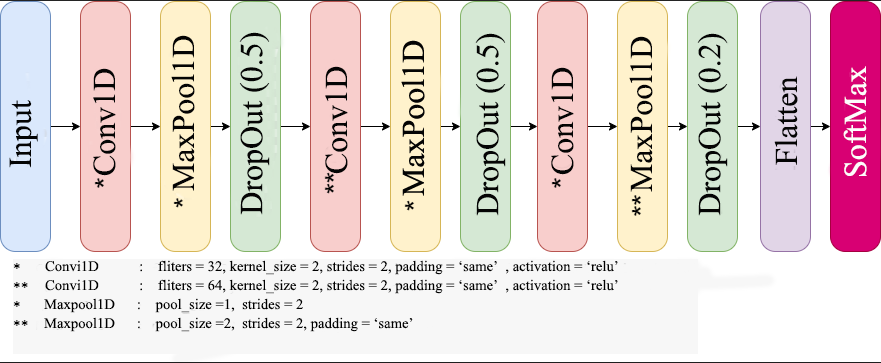 Input
*Conv1D
* MaxPool1D
DropOut (0.5)
**Conv1D
* MaxPool1D
DropOut (0.5)
*Conv1D
**MaxPool1D
DropOut (0.2)
Flatten
SoftMax
* Convi1D : fliters = 32, kernel_size = 2, strides = 2, padding = ‘same’ , activation = ‘relu’
** Convi1D : fliters = 64, kernel_size = 2, strides = 2, padding = ‘same’ , activation = ‘relu’
* Maxpool1D : pool_size =1, strides = 2
** Maxpool1D : pool_size =2, strides = 2, padding = ‘same’